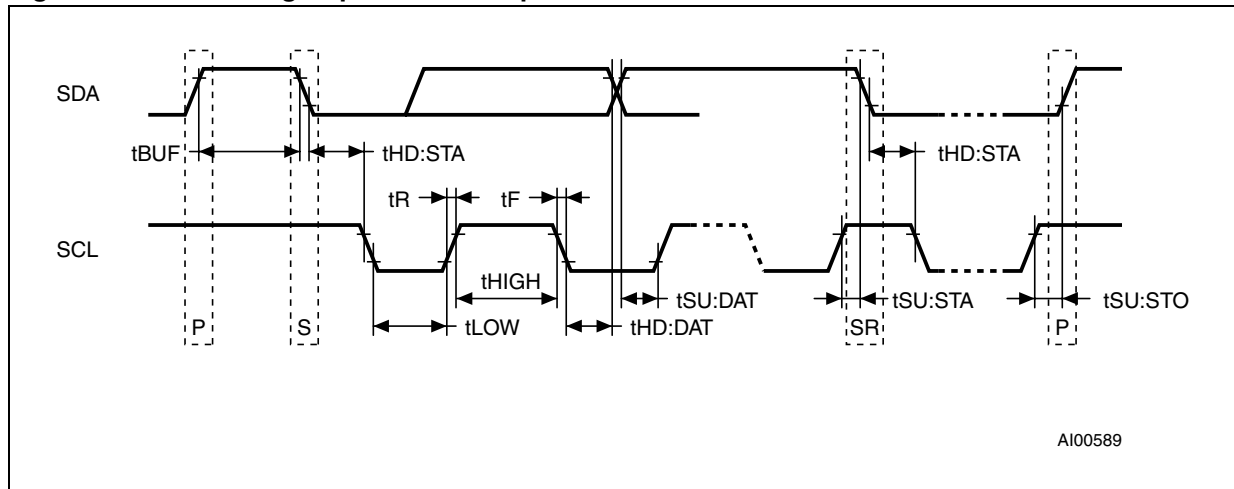 SDA
tBUF
tHD:STA
tHD:STA
tR
tF
SCL
tHIGH
tSU:DAT
tSU:STA
tSU:STO
P
S
tLOW
tHD:DAT
SR
P
AI00589